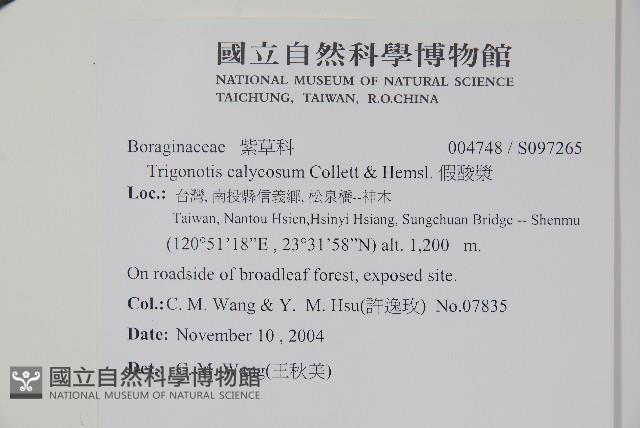 國立自然科學博物館
NATIONAL MUSEUM OF NATURAL SCIENCE
TAICHUNG, TAIWAN, R.O.CHINA
Boraginaceae 紫草科 004748 / S097265
Trigonotis calycosum Collett & Hemsl. 假酸漿
Loc.: 台灣, 南投縣信義鄉, 松泉橋--神木
Taiwan, Nantou Hsien,Hsinyi Hsiang, Sungchuan Bridge -- Shenmu
(120°51’18”E , 23°31’58”N) alt. 1,200 m.
On roadside of broadleaf forest, exposed site.
Col.:C. M. Wang & Y. M. Hsu(許逸玫) No.07835
Date: November 10 , 2004
Det: C. M. Wang(王秋美)
國立自然科學博物館
NATIONAL MUSEUM OF NATURAL SCIENCE